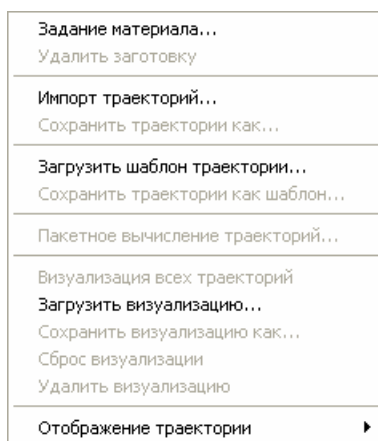 Задание материала...
Удалить заготовку
Импорт траекторий...
Сохранить траектории как...
Загрузить шаблон траектории...
Сохранить траектории как шаблон...
Пакетное вычисление траекторий...
Визуализация всех траекторий
Загрузить визуализацию...
Сохранить визуализацию как...
Сброс визуализации
Удалить визуализацию
Отображение траектории